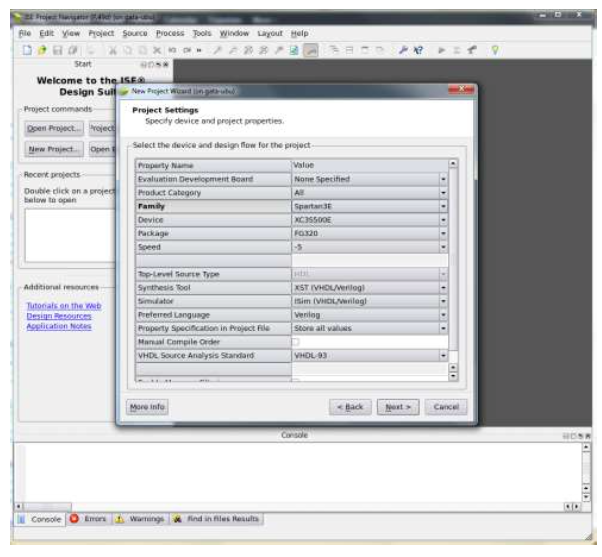 ISE Project Navigator (P.49d) (on gata-ubu)
File Edit View Project Source Process Tools Window Layout Help
Start
Welcome to the ISE®
Design Suit
Project commands
Open Project...
New Project...
Open E
Recent projects
Double click on a project
below to open
Additional resources
Tutorials on the Web
Design Resources
Application Notes
New Project Wizard (on gata-ubu)
Project Settings
Specify device and project properties.
Select the device and design flow for the project
Property Name Value
Evaluation Development Board None Specified
Product Category All
Family Spartan3E
Device XC3S500E
Package FG320
Speed -5
Top-Level Source Type HDL
Synthesis Tool XST (VHDL/Verilog)
Simulator ISim (VHDL/Verilog)
Preferred Language Verilog
Property Specification in Project File Store all values
Manual Compile Order
VHDL Source Analysis Standard VHDL-93
More Info < Back Next > Cancel
Console
Console Errors Warnings Find in Files Results